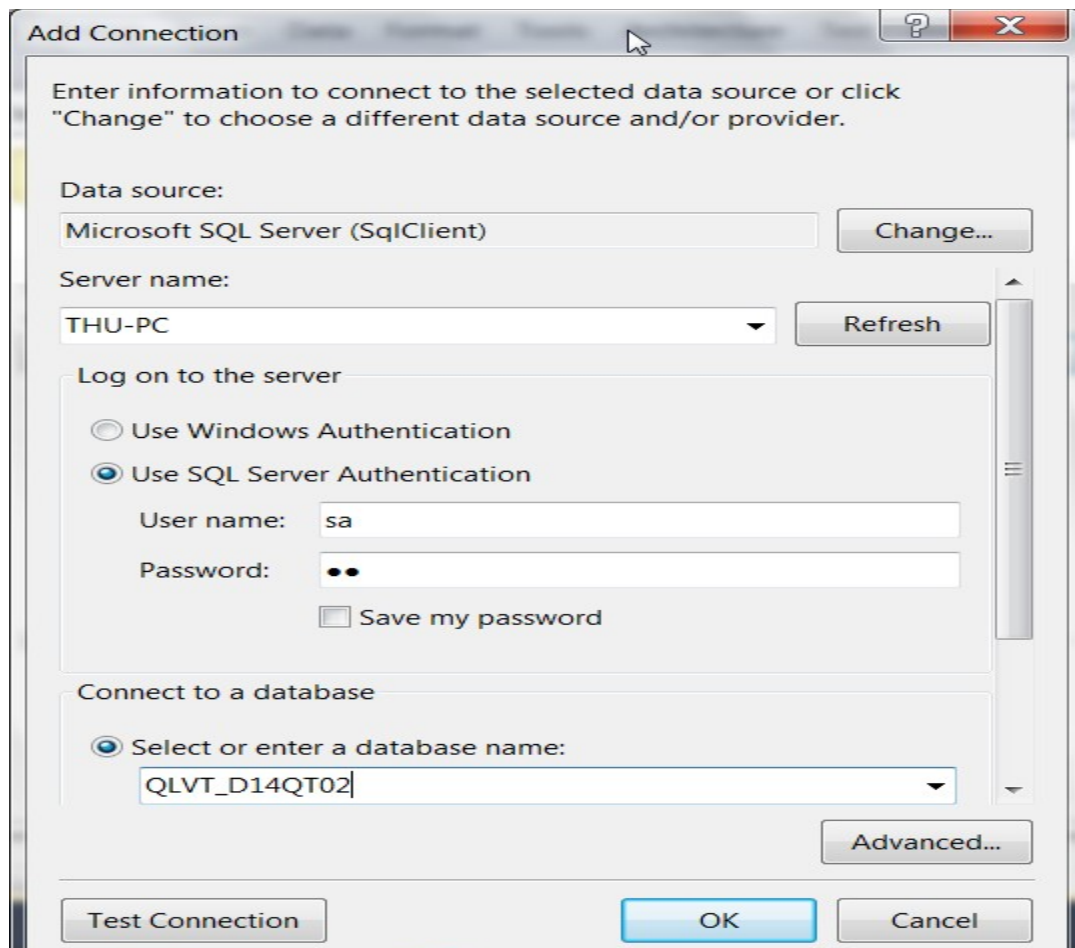 Add Connection
Enter information to connect to the selected data source or click
"Change" to choose a different data source and/or provider.
Data source:
Microsoft SQL Server (SqlClient)
Change...
Server name:
THU-PC
Refresh
Log on to the server
Use Windows Authentication
Use SQL Server Authentication
User name: sa
Password: ●●
Save my password
Connect to a database
Select or enter a database name:
QLVT_D14QT02
Advanced...
Test Connection OK Cancel